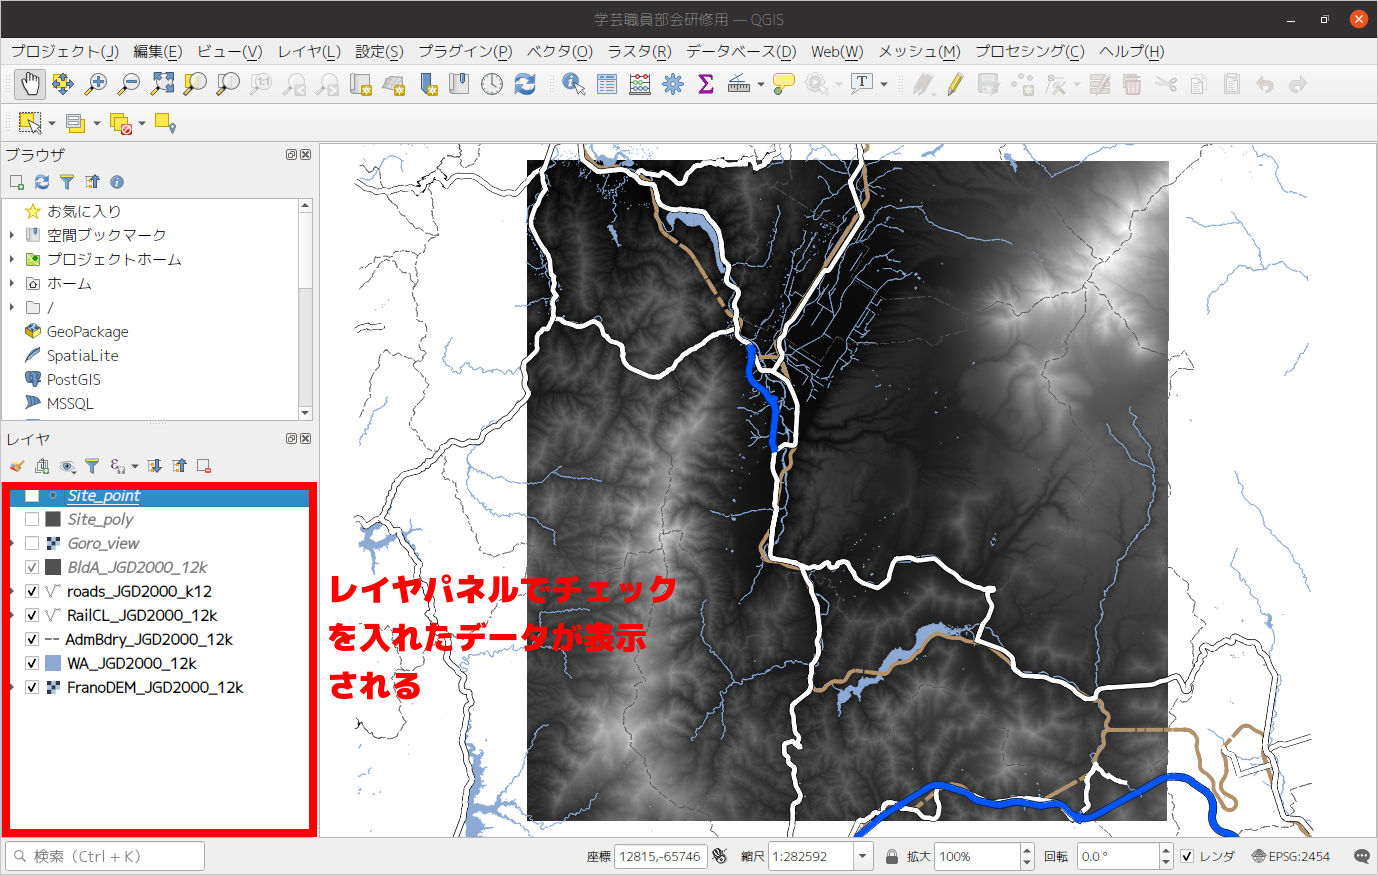 学芸職員部会研修用 — QGIS
プロジェクト(J) 編集(E) ビュー(V) レイヤ(L) 設定(S) プラグイン(P) ベクタ(O) ラスタ(R) データベース(D) Web(W) メッシュ(M) プロセシング(C) ヘルプ(H)
ブラウザ
お気に入り
空間ブックマーク
プロジェクトホーム
ホーム
/
GeoPackage
SpatiaLite
PostGIS
MSSQL
レイヤ
Site_point
Site_poly
Goro_view
BldA_JGD2000_12k
roads_JGD2000_k12
RailCL_JGD2000_12k
AdmBdry_JGD2000_12k
WA_JGD2000_12k
FranoDEM_JGD2000_12k
レイヤパネルでチェック
を入れたデータが表示
される
検索 (Ctrl + K) 座標 12815,-65746 縮尺 1:282592 拡大 100% 回転 0.0 ° レンダ EPSG:2454